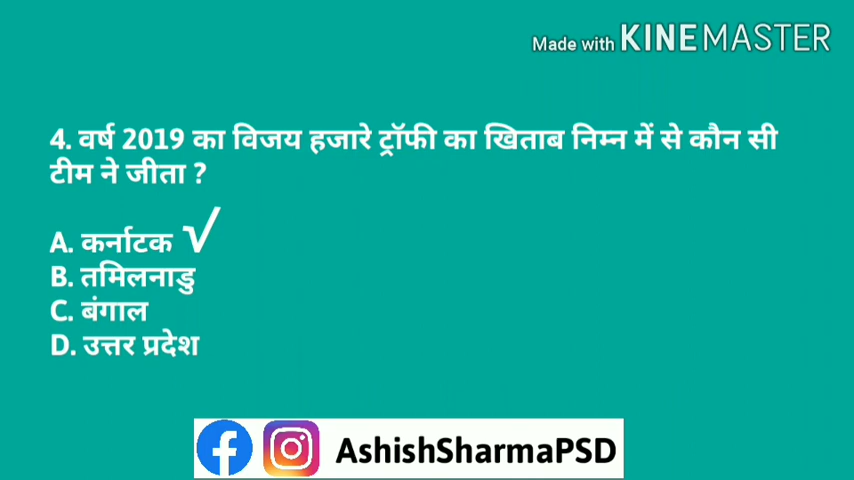 Made with KINEMASTER
4. वर्ष 2019 का विजय हजारे ट्रॉफी का खिताब निम्न में से कौन सी
टीम ने जीता ?
A. कर्नाटक √
B. तमिलनाडु
C. बंगाल
D. उत्तर प्रदेश
AshishSharmaPSD